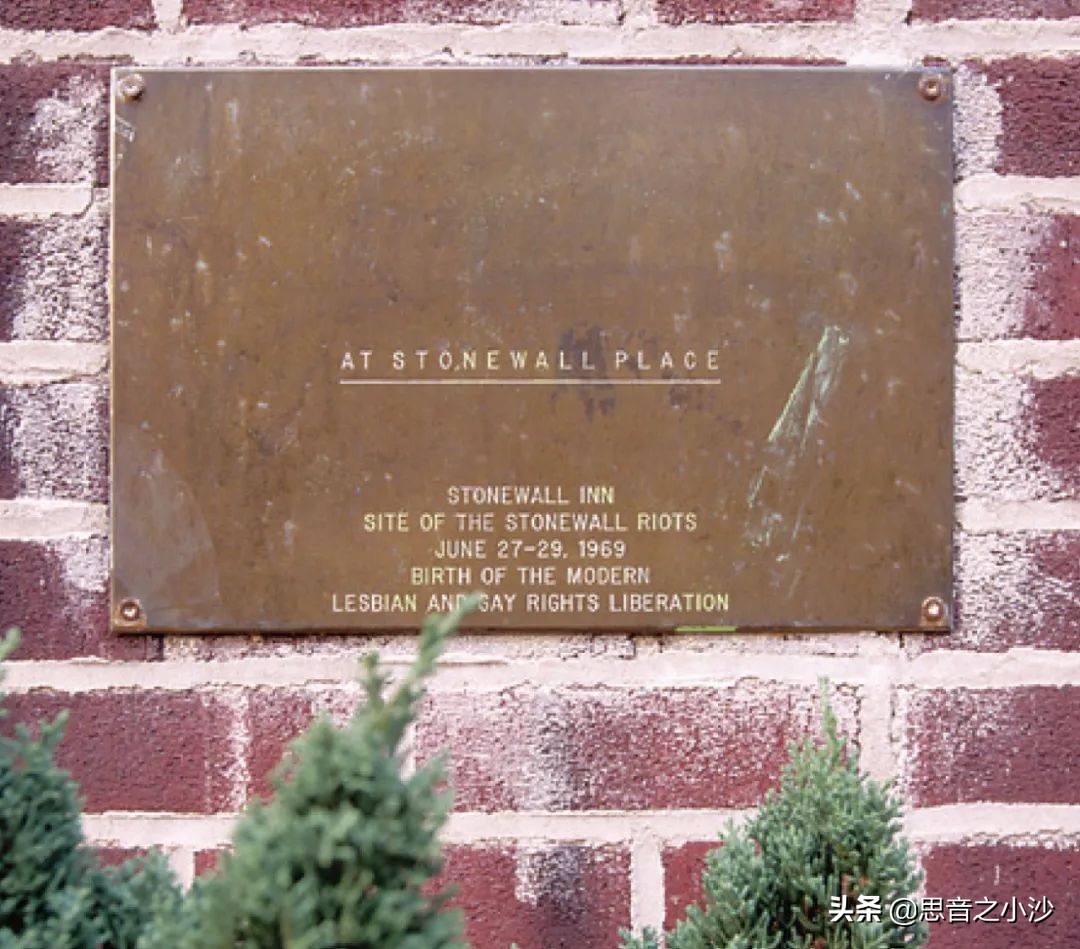 AT STONEWALL PLACE
STONEWALL INN
SITE OF THE STONEWALL RIOTS
JUNE 27-29, 1969
BIRTH OF THE MODERN
LESBIAN AND GAY RIGHTS LIBERATION
头条 @思音之小沙